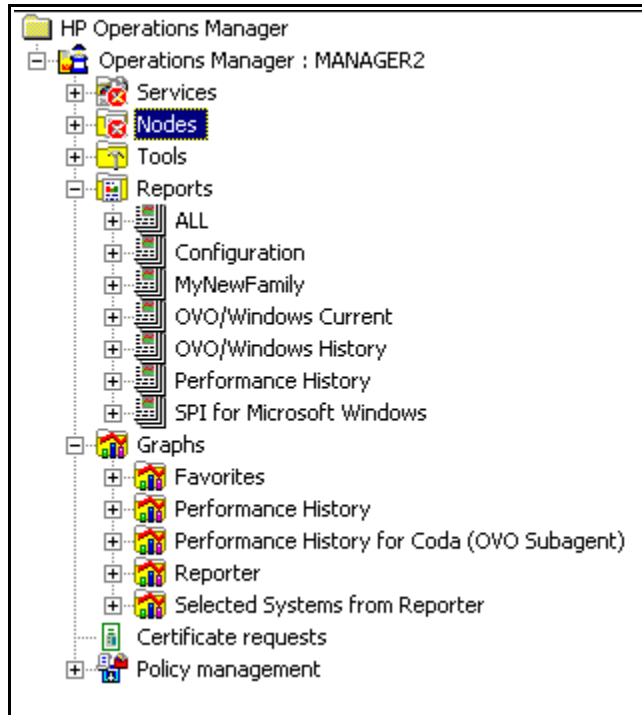 HP Operations Manager
Operations Manager : MANAGER2
Services
Nodes
Tools
Reports
ALL
Configuration
MyNewFamily
OVO/Windows Current
OVO/Windows History
Performance History
SPI for Microsoft Windows
Graphs
Favorites
Performance History
Performance History for Coda (OVO Subagent)
Reporter
Selected Systems from Reporter
Certificate requests
Policy management